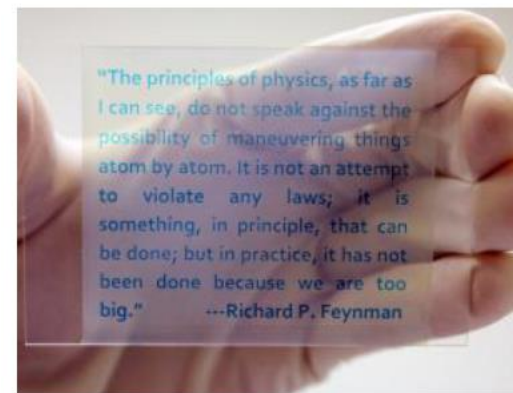 "The principles of physics, as far as
I can see, do not speak against the
possibility of maneuvering things
atom by atom. It is not an attempt
to violate any laws; it is
something, in principle, that can
be done; but in practice, it has not
been done because we are too
big." ---Richard P. Feynman